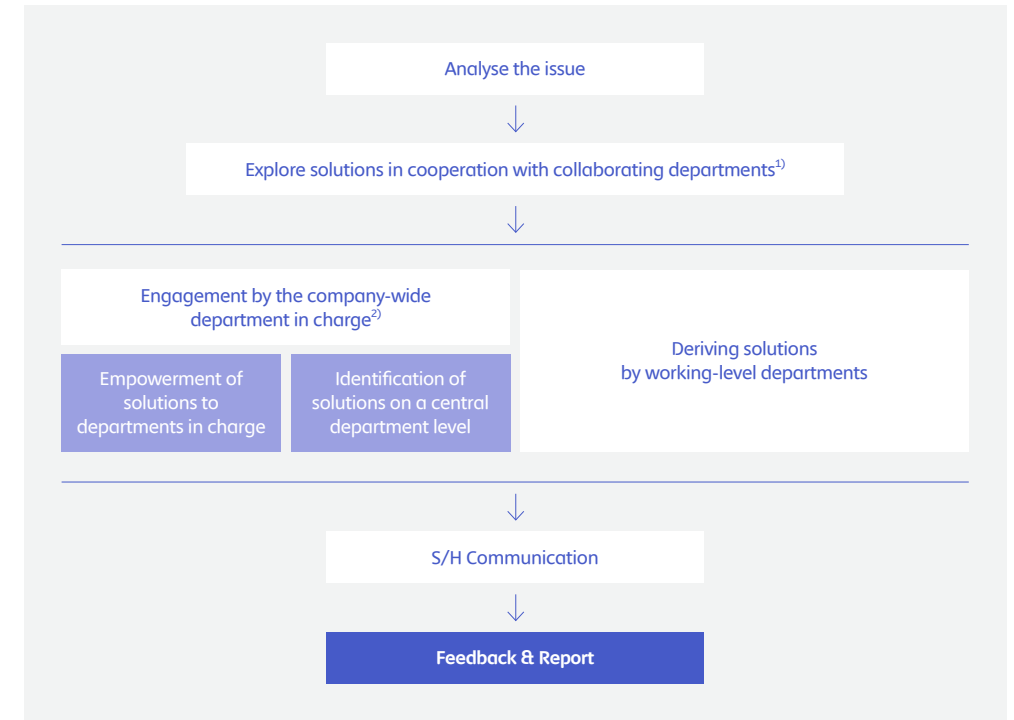 Analyse the issue
Explore solutions in cooperation with collaborating departments1)
Engagement by the company-wide
department in charge2)
Empowerment of
solutions to
departments in charge
Identification of
solutions on a central
department level
Deriving solutions
by working-level departments
S/H Communication
Feedback & Report